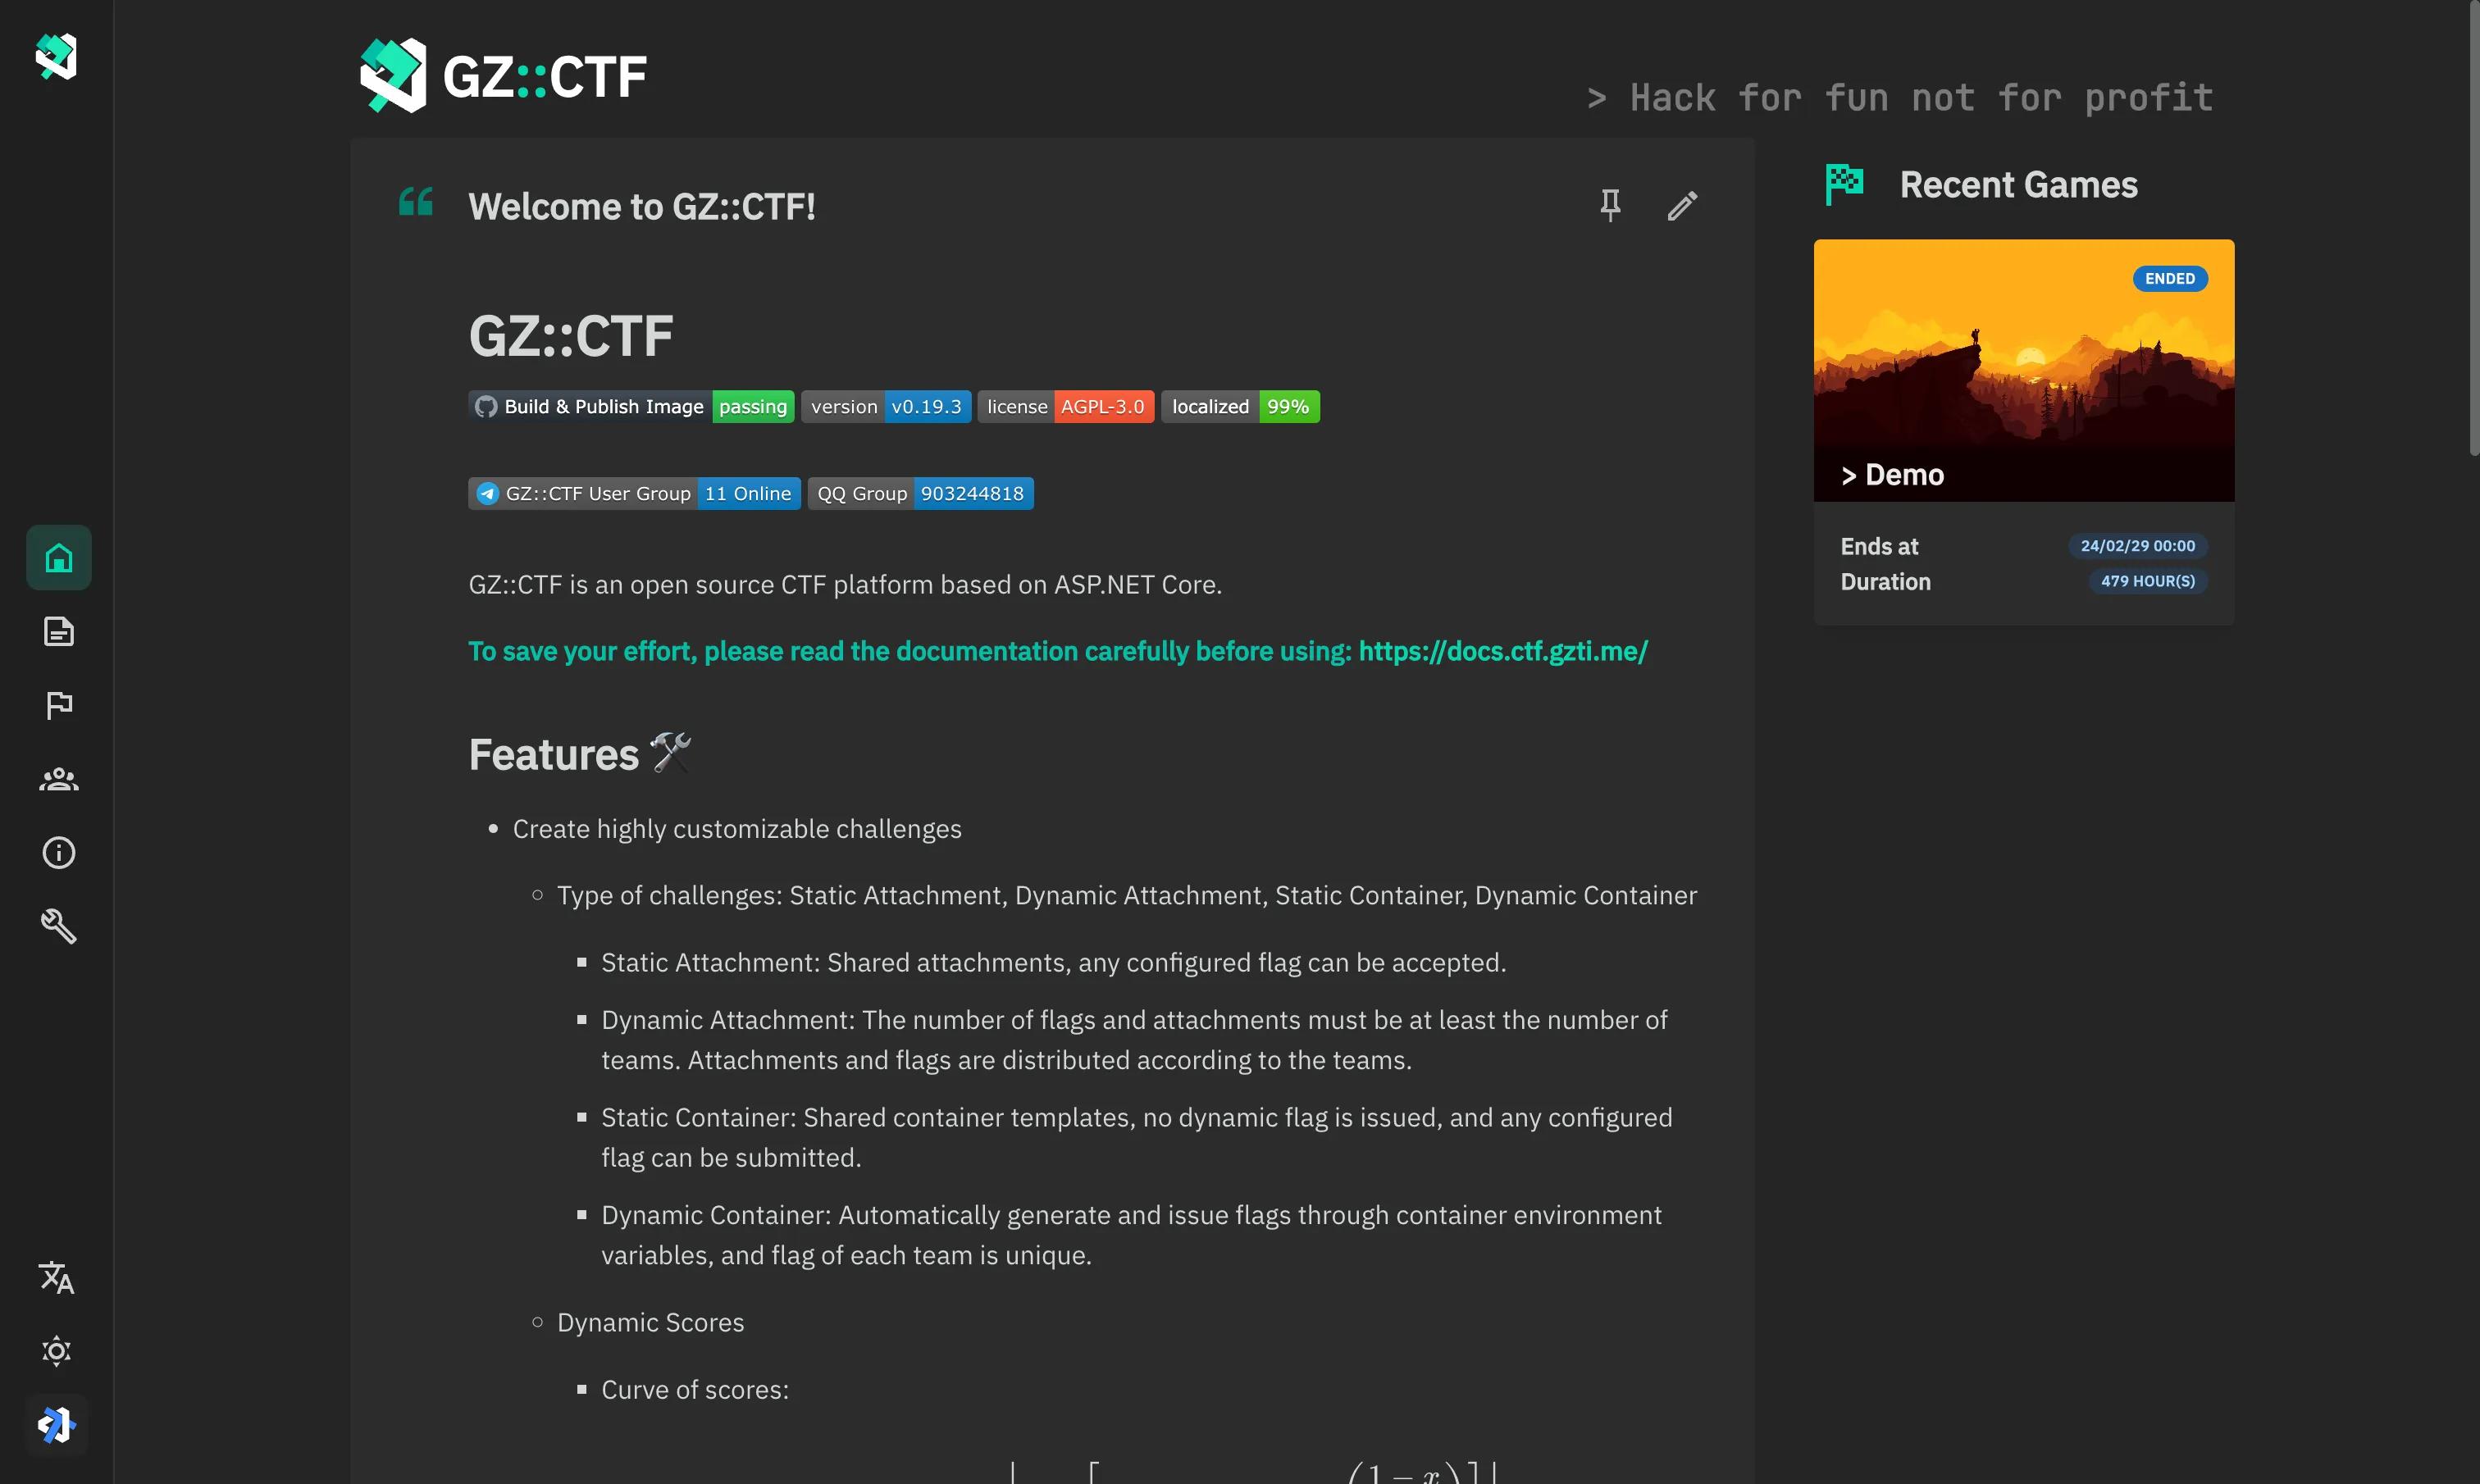 GZ::CTF
> Hack for fun not for profit
Welcome to GZ::CTF!
GZ::CTF
Build & Publish Image passing version v0.19.3 license AGPL-3.0 localized 99%
GZ::CTF User Group 11 Online QQ Group 903244818
GZ::CTF is an open source CTF platform based on ASP.NET Core.
To save your effort, please read the documentation carefully before using: https://docs.ctf.gzti.me/
Features
Create highly customizable challenges
Type of challenges: Static Attachment, Dynamic Attachment, Static Container, Dynamic Container
Static Attachment: Shared attachments, any configured flag can be accepted.
Dynamic Attachment: The number of flags and attachments must be at least the number of
teams. Attachments and flags are distributed according to the teams.
Static Container: Shared container templates, no dynamic flag is issued, and any configured
flag can be submitted.
Dynamic Container: Automatically generate and issue flags through container environment
variables, and flag of each team is unique.
Dynamic Scores
Curve of scores:
Recent Games
ENDED
> Demo
Ends at 24/02/29 00:00
Duration 479 HOUR(S)